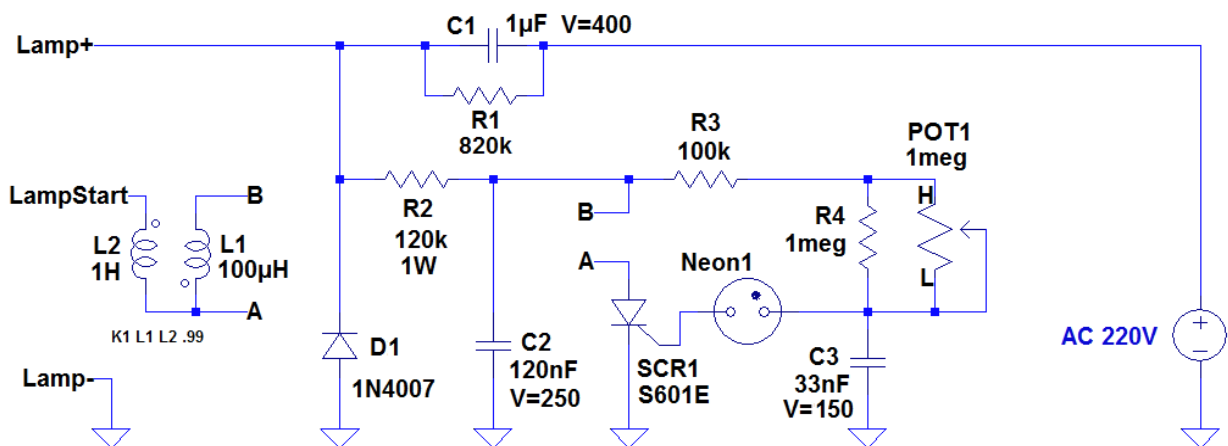 C1 1µF V=400
Lamp+
R1
820k
R3
100k
POT1
1meg
LampStart
B
R2
120k
1W
B
H
R4
1meg
L2
1H
L1
100µH
A
Neon1
L
A
K1 L1 L2 .99
D1
1N4007
C2
120nF
V=250
SCR1
S601E
C3
33nF
V=150
AC 220V
+
−
Lamp-